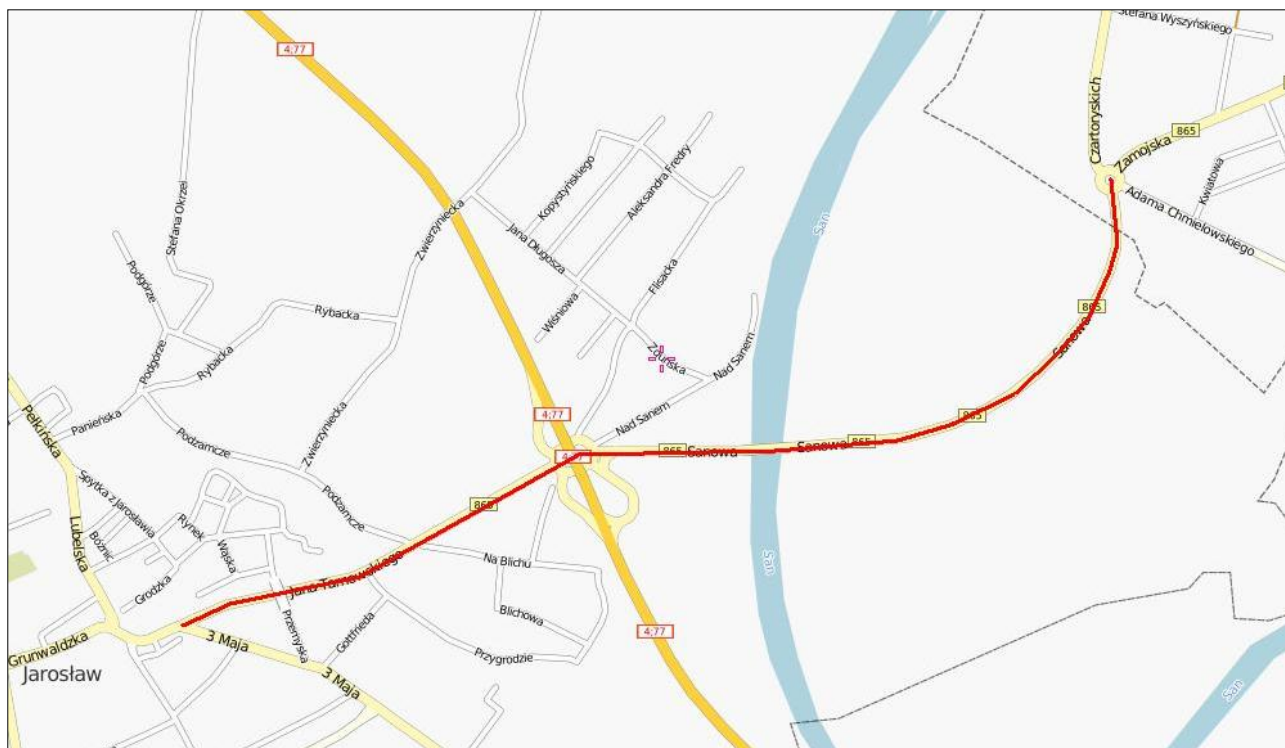 Stefana Wyszyńskiego
4;77
Czartoryskich
865
Zamojska
Kopystyńskiego
Aleksandra Fredry
Kwiatowa
Stefana Okrzei
Zwierzyniecka
Adama Chmielowskiego
San
Jana Długosza
Podgórze
Flisacka
Rybacka
Wiśniowa
865
Sanowa
Zduńska
Nad Sanem
Podgórze
Rybacka
Pełkińska
Panieńska
4;77
Nad Sanem
865
Podzamcze
Zwierzyniecka
865
Sanowa
Sanowa
865
4;77
Spytka z Jarosławia
Podzamcze
865
Rynek
Lubelska
Bóżnic
Wąska
Na Blichu
San
Jana Tarnowskiego
Grodzka
Blichowa
Przemyska
Gottfrieda
4;77
3 Maja
Grunwaldzka
Przygrodzie
Jarosław
3 Maja
San